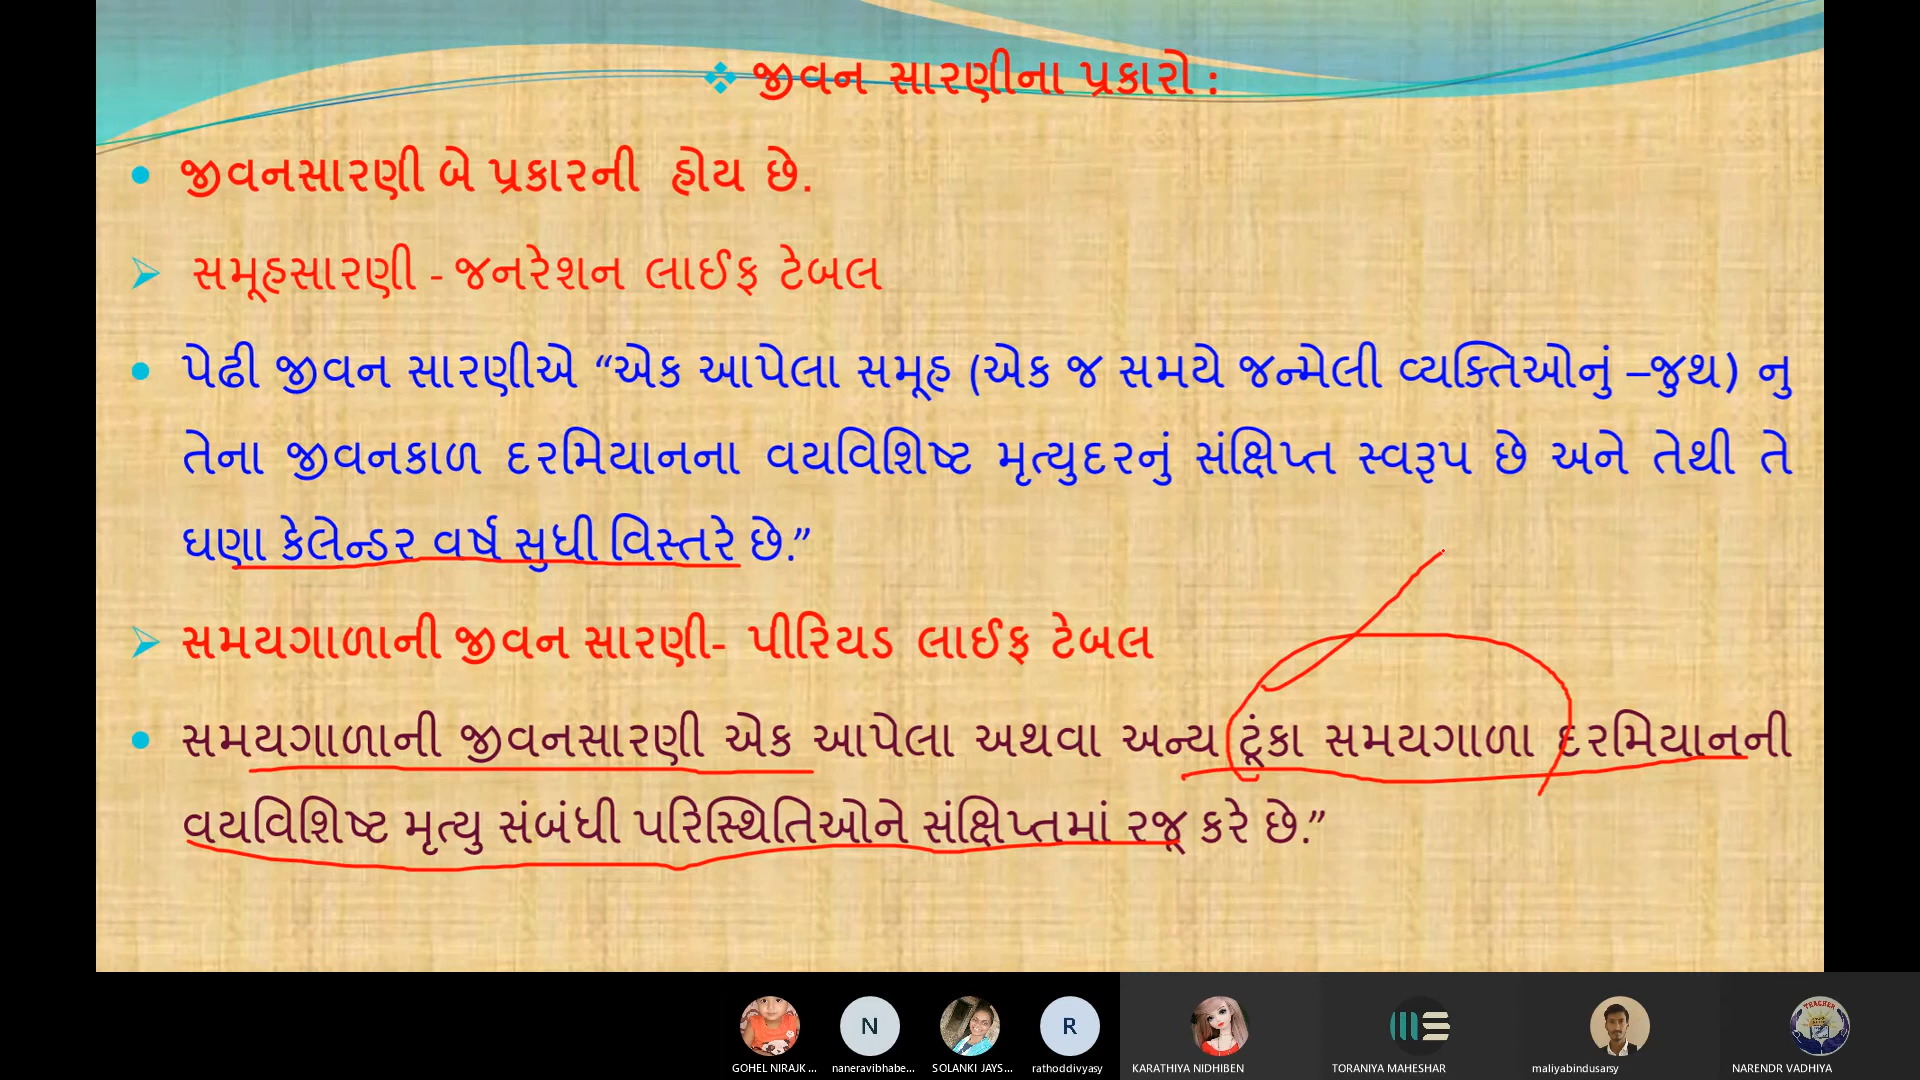 ❖ જીવન સારણીના પ્રકારો :
• જીવનસારણી બે પ્રકારની હોય છે.
➢ સમૂહસારણી - જનરેશન લાઈફ ટેબલ
• પેઢી જીવન સારણીએ “એક આપેલા સમૂહ (એક જ સમયે જન્મેલી વ્યક્તિઓનું –જુથ) નુ
તેના જીવનકાળ દરમિયાનના વયવિશિષ્ટ મૃત્યુદરનું સંક્ષિપ્ત સ્વરૂપ છે અને તેથી તે
ઘણા કેલેન્ડર વર્ષ સુધી વિસ્તરે છે.”
➢ સમયગાળાની જીવન સારણી- પીરિયડ લાઈફ ટેબલ
• સમયગાળાની જીવનસારણી એક આપેલા અથવા અન્ય ટૂંકા સમયગાળા દરમિયાનની
વયવિશિષ્ટ મૃત્યુ સંબંધી પરિસ્થિતિઓને સંક્ષિપ્તમાં રજૂ કરે છે.”
N R TEACHER
GOHEL NIRAJK... naneravibhabe... SOLANKI JAYS... rathoddivyasy KARATHIYA NIDHIBEN TORANIYA MAHESHAR maliyabindusarsy NARENDR VADHIYA